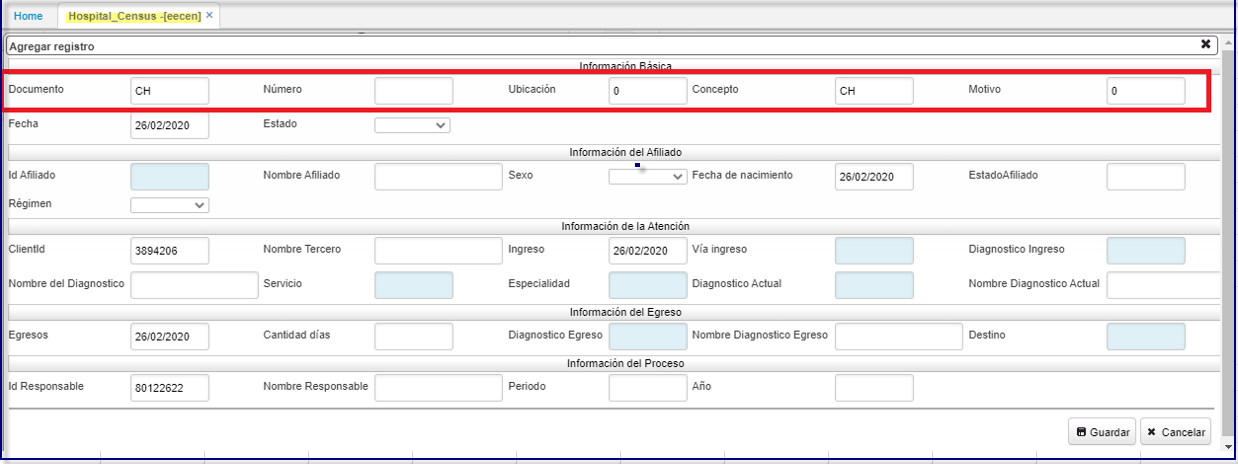 Home Hospital_Census -[eecen] ×
Agregar registro ✖
Información Básica
Documento CH Número Ubicación 0 Concepto CH Motivo 0
Fecha 26/02/2020 Estado
Información del Afiliado
Id Afiliado Nombre Afiliado Sexo Fecha de nacimiento 26/02/2020 EstadoAfiliado
Régimen
Información de la Atención
ClientId 3894206 Nombre Tercero Ingreso 26/02/2020 Vía ingreso Diagnostico Ingreso
Nombre del Diagnostico Servicio Especialidad Diagnostico Actual Nombre Diagnostico Actual
Información del Egreso
Egresos 26/02/2020 Cantidad días Diagnostico Egreso Nombre Diagnostico Egreso Destino
Información del Proceso
Id Responsable 80122622 Nombre Responsable Periodo Año
Guardar ✖ Cancelar